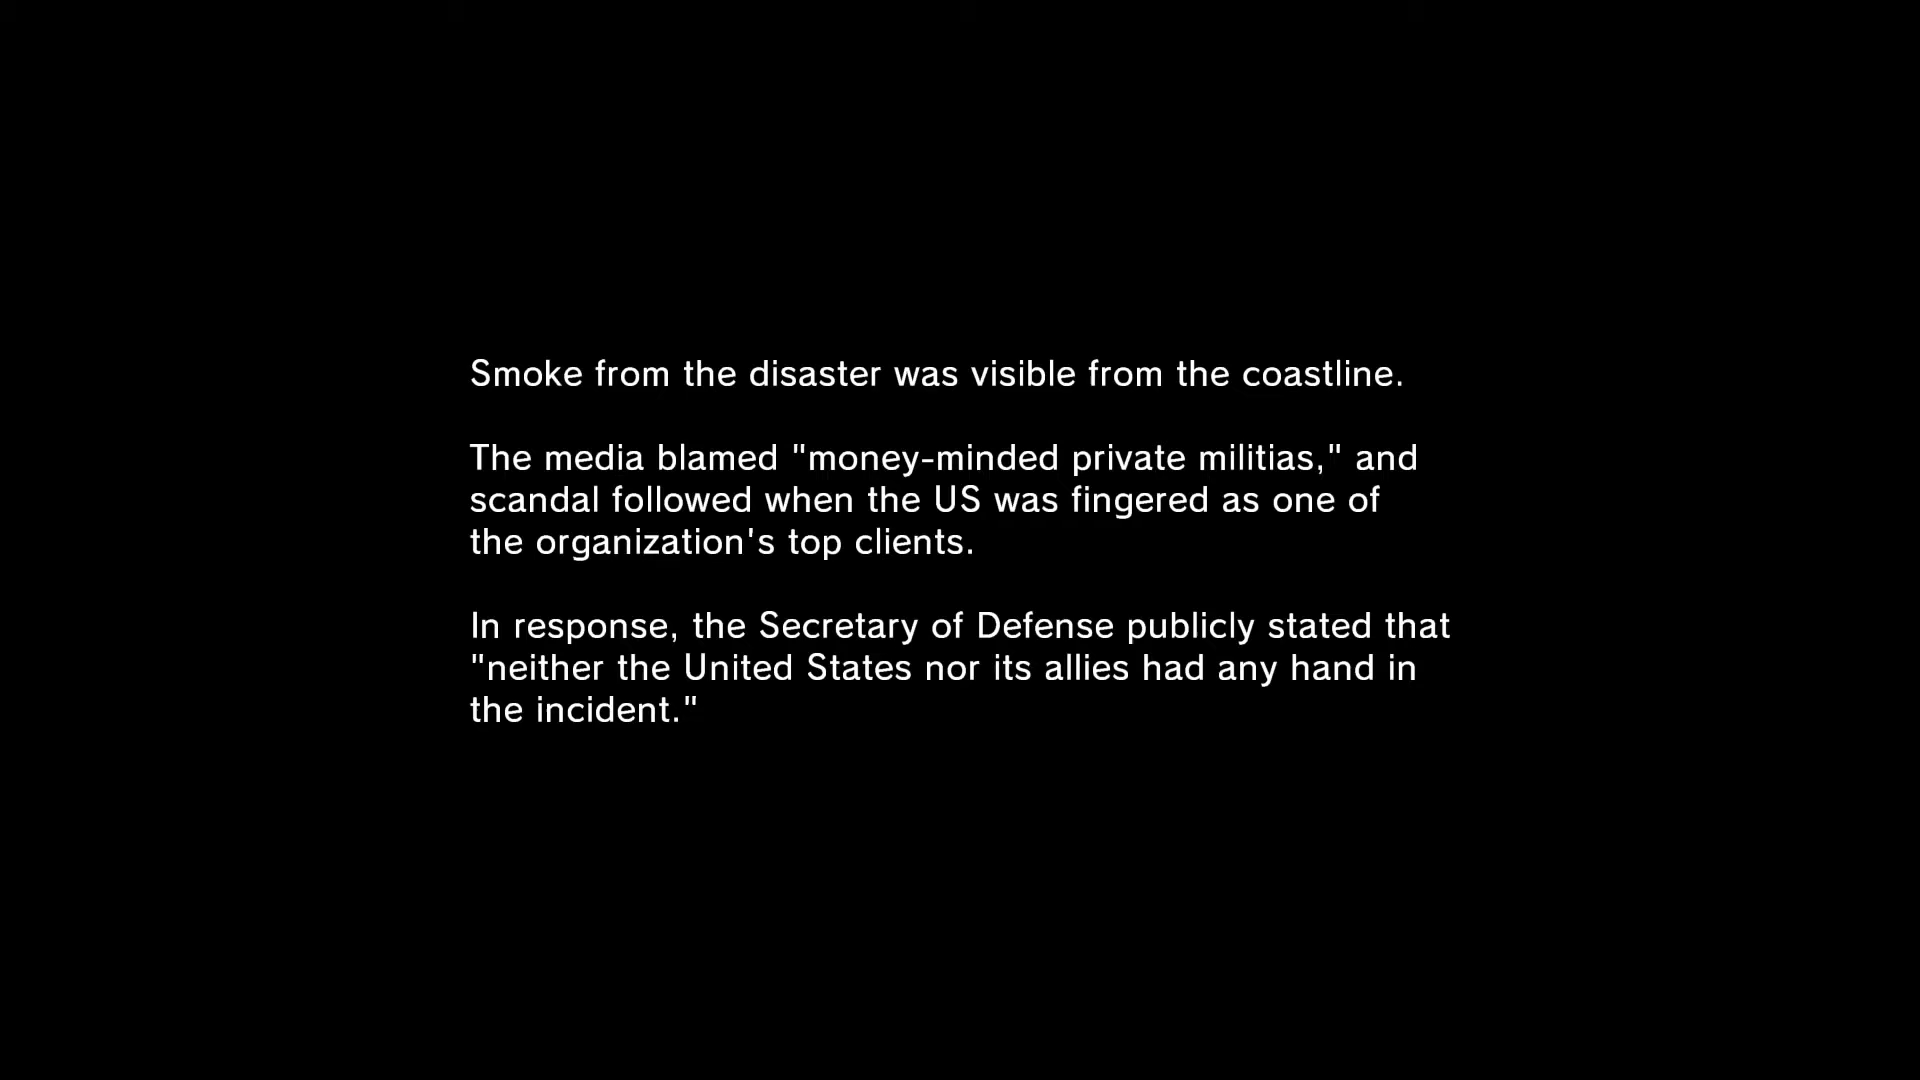 Smoke from the disaster was visible from the coastline.
The media blamed "money-minded private militias," and
scandal followed when the US was fingered as one of
the organization's top clients.
In response, the Secretary of Defense publicly stated that
"neither the United States nor its allies had any hand in
the incident."